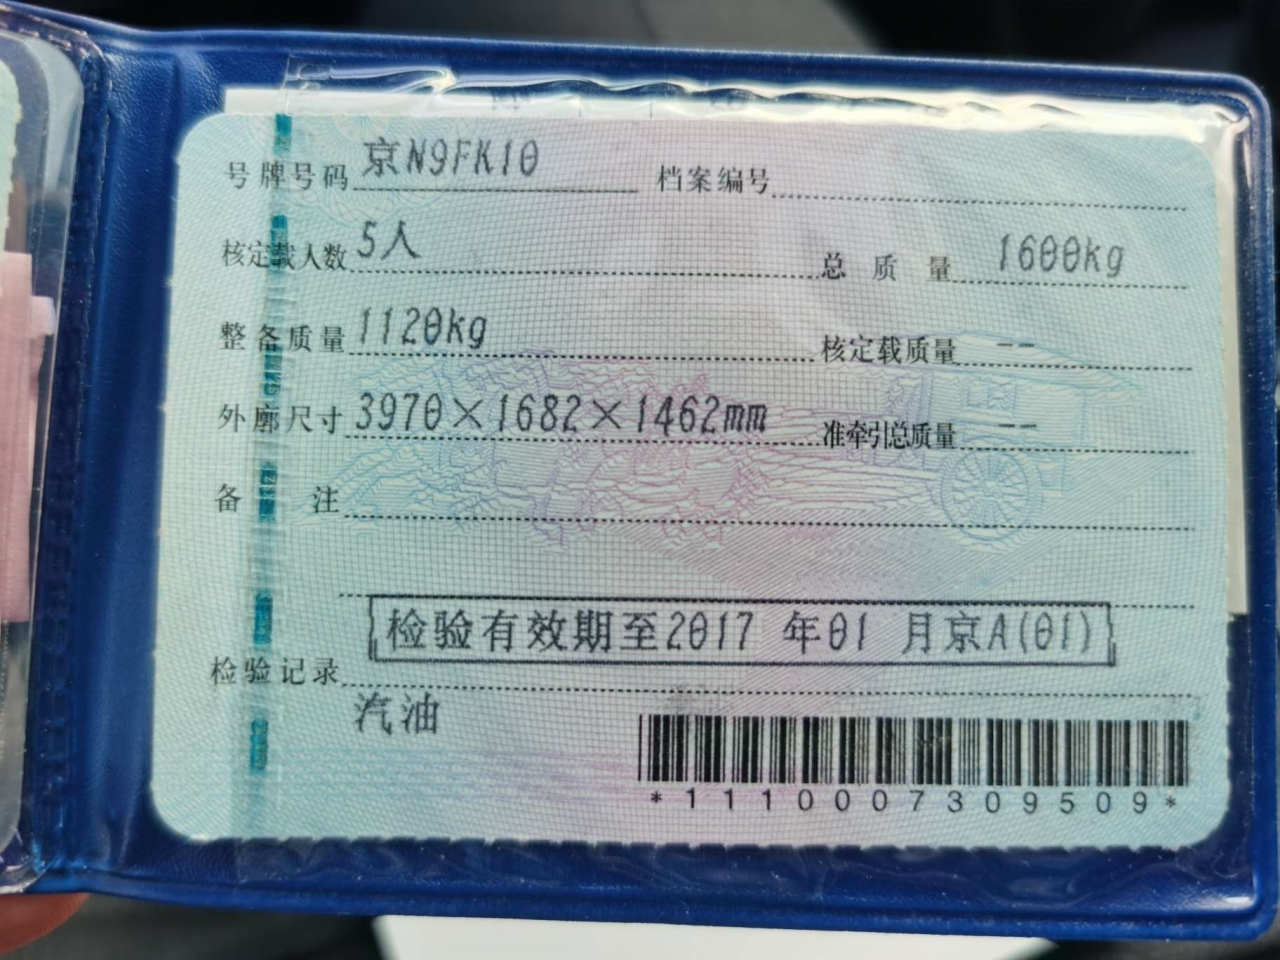 号牌号码 京N9FK10 档案编号
核定载人数 5人 总质量 1600kg
整备质量 1120kg 核定载质量 --
外廓尺寸 3970×1682×1462mm 准牵引总质量 --
备注
检验有效期至2017 年01 月京A(01)
检验记录
汽油
*1110007309509*